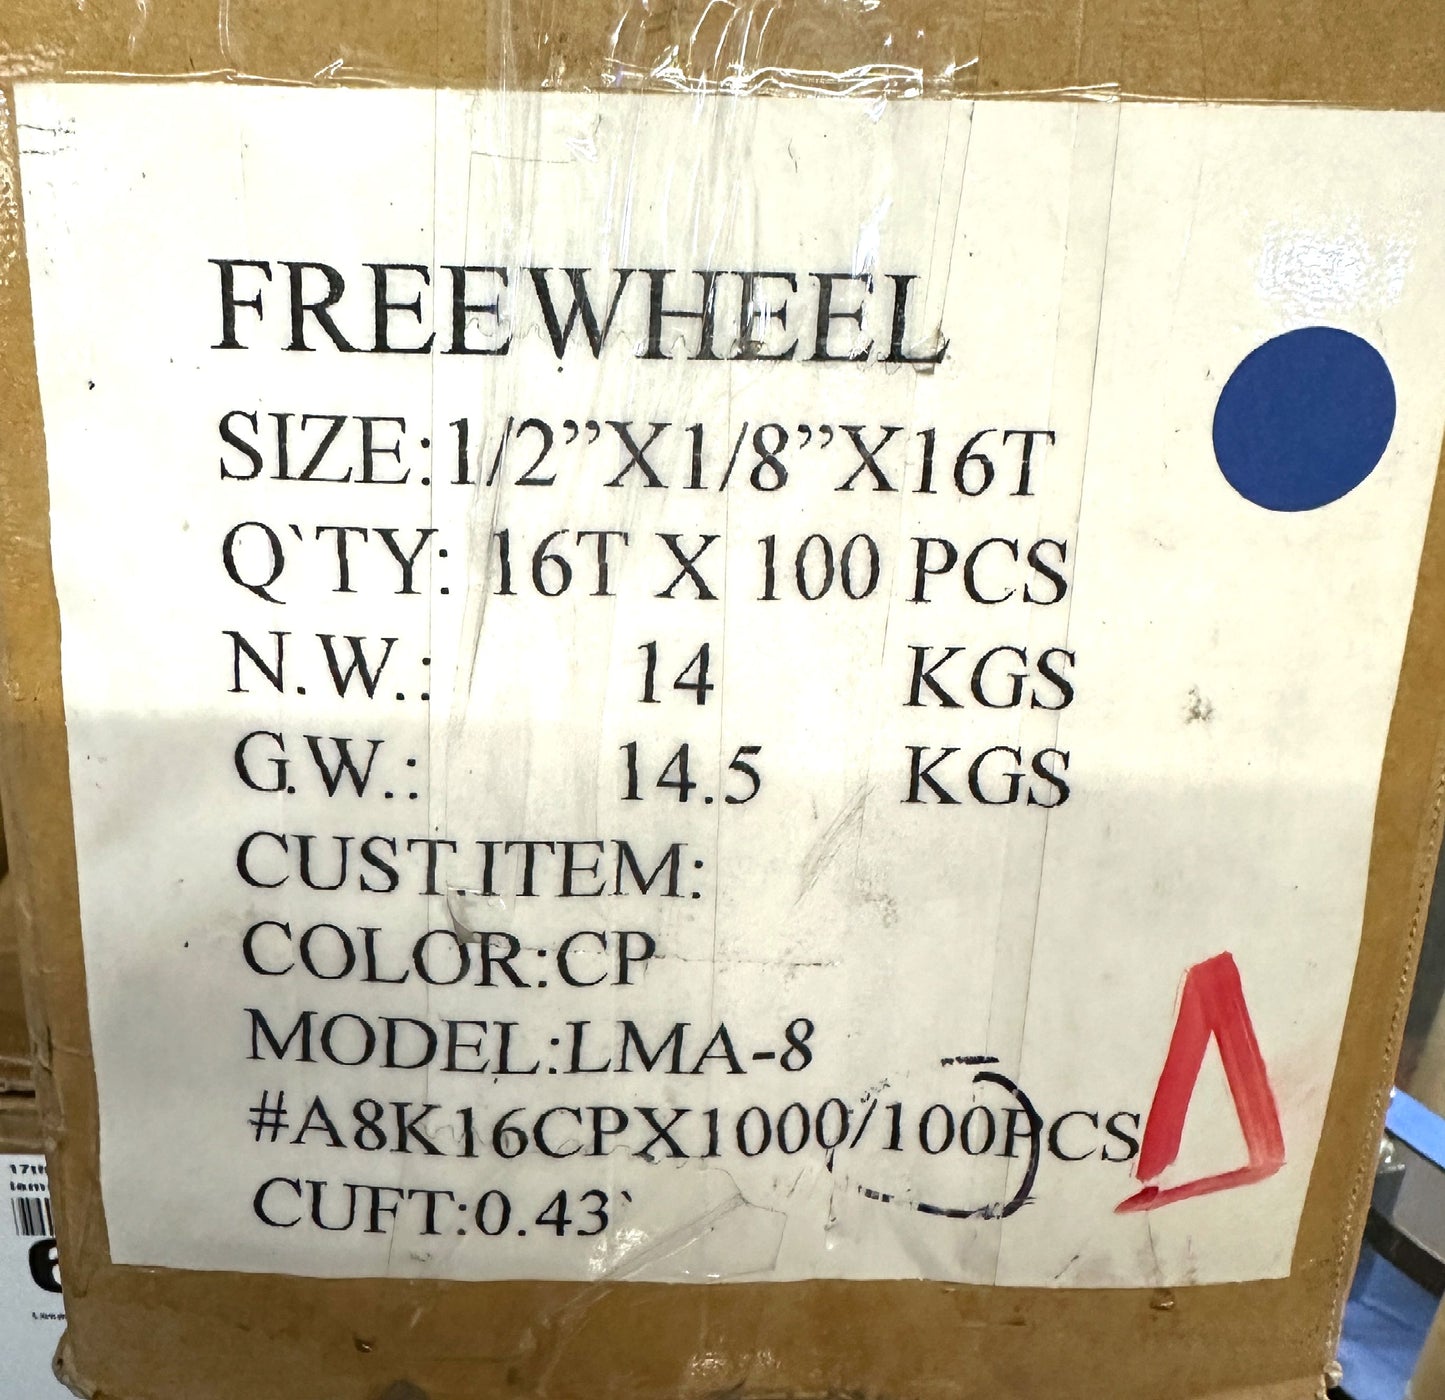 FREEWHEEL
SIZE:1/2”X1/8”X16T
Q`TY: 16T X 100 PCS
N.W.: 14 KGS
G.W.: 14.5 KGS
CUST.ITEM:
COLOR:CP
MODEL:LMA-8
#A8K16CPX1000/100PCS
CUFT:0.43`